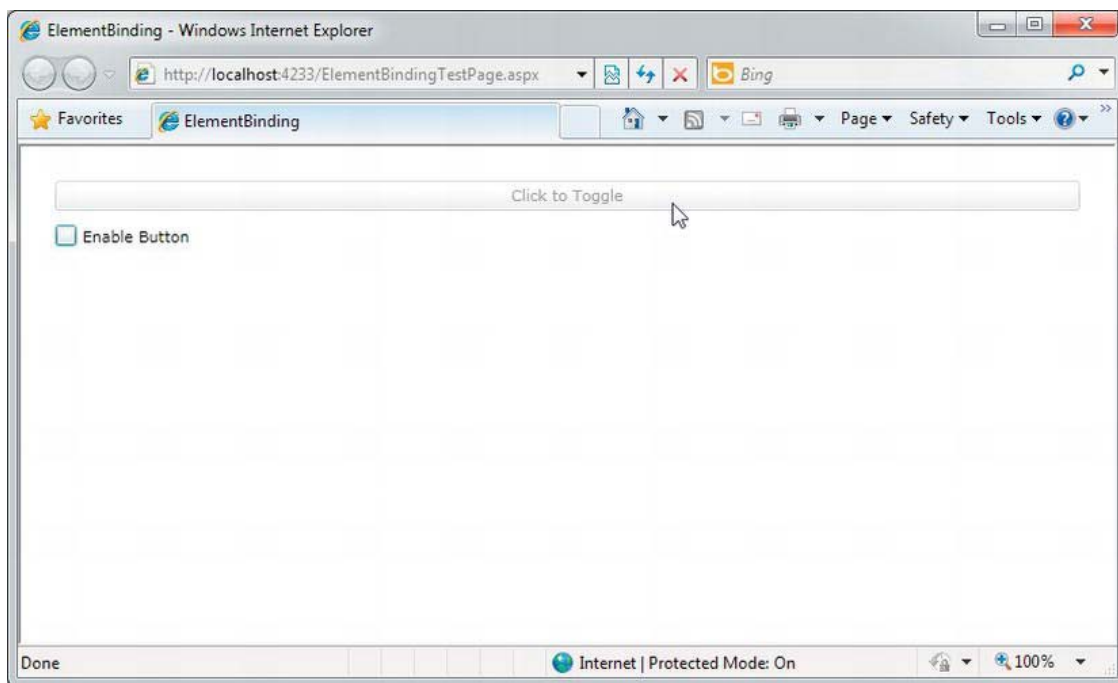 ElementBinding - Windows Internet Explorer
http://localhost:4233/ElementBindingTestPage.aspx
Bing
Favorites
ElementBinding
Page
Safety
Tools
Click to Toggle
Enable Button
Done
Internet | Protected Mode: On
100%